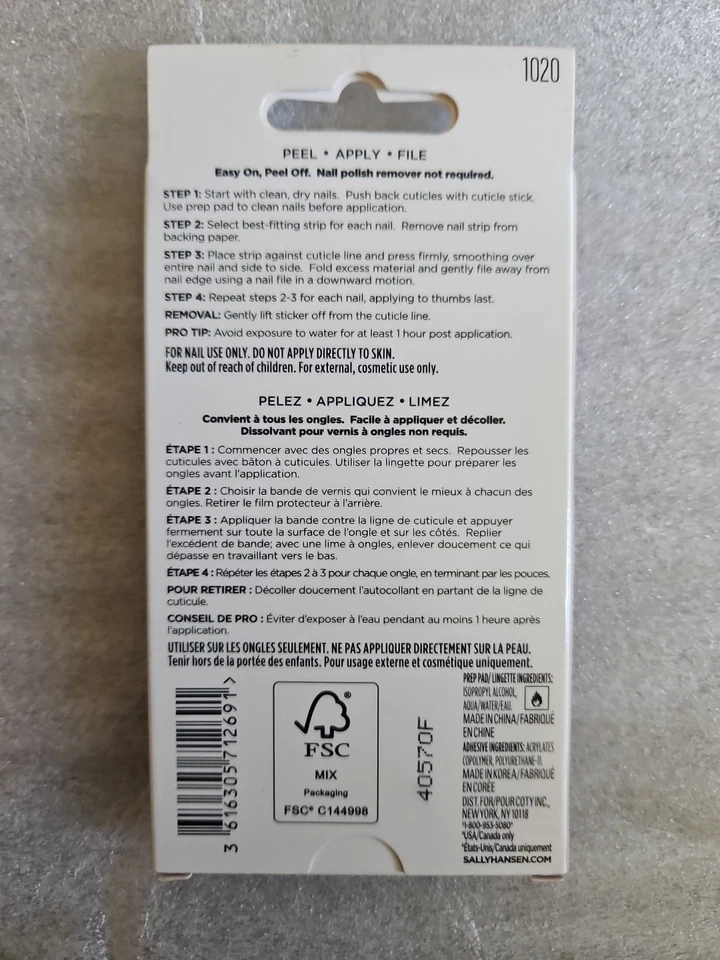 1020
PEEL • APPLY • FILE
Easy On, Peel Off. Nail polish remover not required.
STEP 1: Start with clean, dry nails. Push back cuticles with cuticle stick.
Use prep pad to clean nails before application.
STEP 2: Select best-fitting strip for each nail. Remove nail strip from
backing paper.
STEP 3: Place strip against cuticle line and press firmly, smoothing over
entire nail and side to side. Fold excess material and gently file away from
nail edge using a nail file in a downward motion.
STEP 4: Repeat steps 2-3 for each nail, applying to thumbs last.
REMOVAL: Gently lift sticker off from the cuticle line.
PRO TIP: Avoid exposure to water for at least 1 hour post application.
FOR NAIL USE ONLY. DO NOT APPLY DIRECTLY TO SKIN.
Keep out of reach of children. For external, cosmetic use only.
PELEZ • APPLIQUEZ • LIMEZ
Convient à tous les ongles. Facile à appliquer et décoller.
Dissolvant pour vernis à ongles non requis.
ÉTAPE 1 : Commencer avec des ongles propres et secs. Repousser les
cuticules avec bâton à cuticules. Utiliser la lingette pour préparer les
ongles avant l'application.
ÉTAPE 2 : Choisir la bande de vernis qui convient le mieux à chacun des
ongles. Retirer le film protecteur à l'arrière.
ÉTAPE 3 : Appliquer la bande contre la ligne de cuticule et appuyer
fermement sur toute la surface de l'ongle et sur les côtés. Replier
l'excédent de bande; avec une lime à ongles, enlever doucement ce qui
dépasse en travaillant vers le bas.
ÉTAPE 4 : Répéter les étapes 2 à 3 pour chaque ongle, en terminant par les pouces.
POUR RETIRER : Décoller doucement l'autocollant en partant de la ligne de
cuticule.
CONSEIL DE PRO : Éviter d'exposer à l'eau pendant au moins 1 heure après
l'application.
UTILISER SUR LES ONGLES SEULEMENT. NE PAS APPLIQUER DIRECTEMENT SUR LA PEAU.
Tenir hors de la portée des enfants. Pour usage externe et cosmétique uniquement.
3 616305 712691 >
FSC®
MIX
Packaging
FSC® C144998
40570F
PREP PAD/ LINGETTE INGREDIENTS:
ISOPROPYL ALCOHOL,
AQUA/WATER/EAU.
MADE IN CHINA/FABRIQUÉ
EN CHINE
ADHESIVE INGREDIENTS: ACRYLATES
COPOLYMER, POLYURETHANE-11.
MADE IN KOREA/FABRIQUÉ
EN CORÉE
DIST. FOR/POUR COTY INC.,
NEW YORK, NY 10118
*1-800-953-5080*
*USA/Canada only
*États-Unis/Canada uniquement
SALLYHANSEN.COM